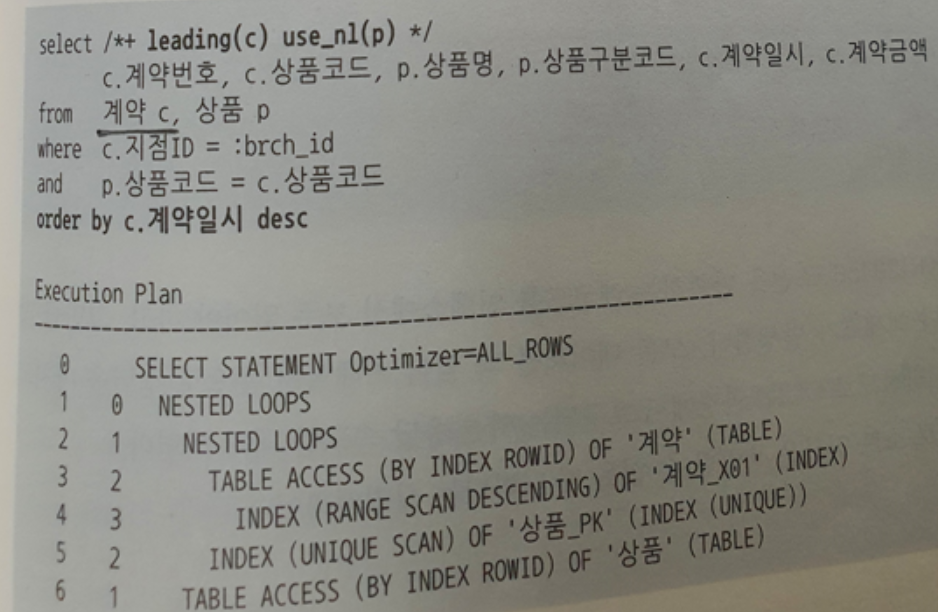 select /*+ leading(c) use_nl(p) */
c.계약번호, c.상품코드, p.상품명, p.상품구분코드, c.계약일시, c.계약금액
from 계약 c, 상품 p
where c.지점ID = :brch_id
and p.상품코드 = c.상품코드
order by c.계약일시 desc
Execution Plan
------------------------------------------------------------
0 SELECT STATEMENT Optimizer=ALL_ROWS
1 0 NESTED LOOPS
2 1 NESTED LOOPS
3 2 TABLE ACCESS (BY INDEX ROWID) OF '계약' (TABLE)
4 3 INDEX (RANGE SCAN DESCENDING) OF '계약_X01' (INDEX)
5 2 INDEX (UNIQUE SCAN) OF '상품_PK' (INDEX (UNIQUE))
6 1 TABLE ACCESS (BY INDEX ROWID) OF '상품' (TABLE)